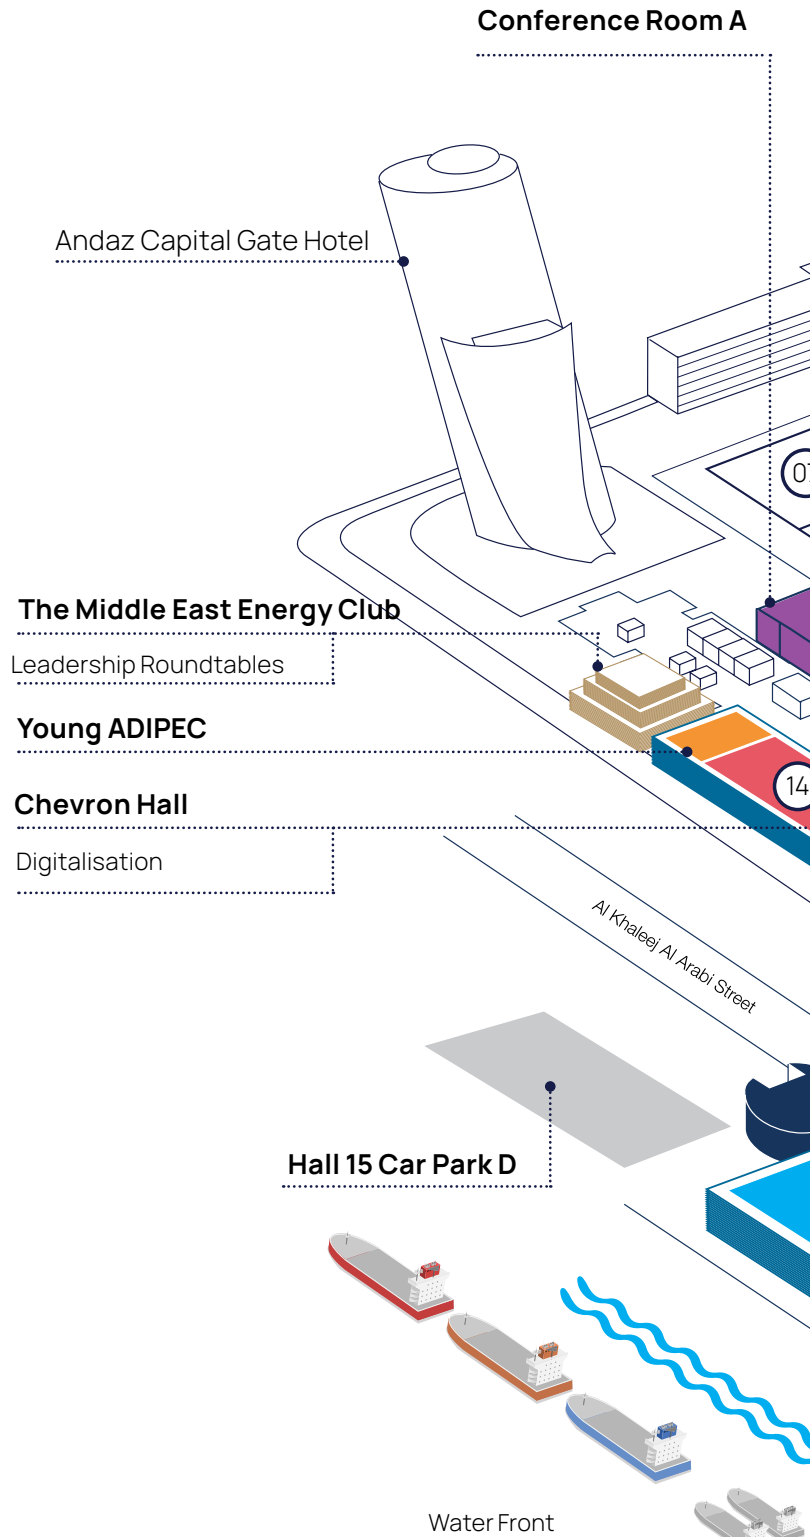 Conference Room A
Andaz Capital Gate Hotel
The Middle East Energy Club
Leadership Roundtables
Young ADIPEC
14
Chevron Hall
Digitalisation
Al Khaleej Al Arabi Street
Hall 15 Car Park D
Water Front